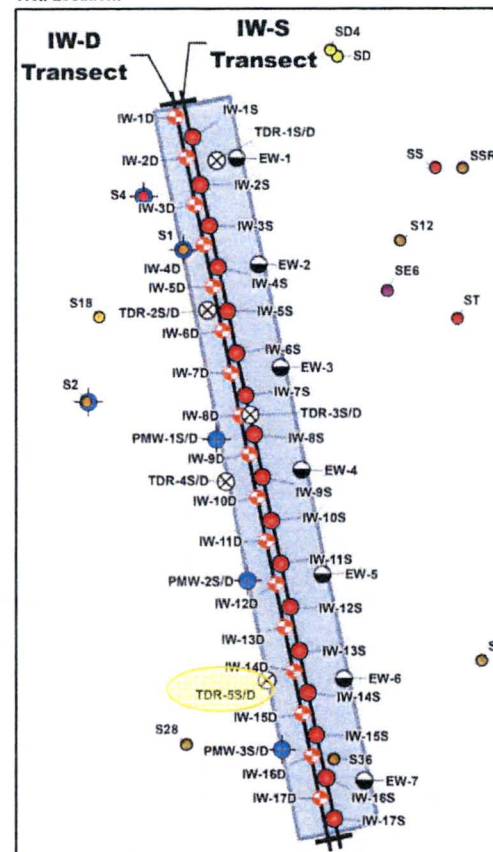 IW-D
Transect
IW-S
Transect
SD4
SD
IW-1D
IW-1S
TDR-1S/D
IW-2D
EW-1
SS
SSR
S4
IW-2S
IW-3D
S1
IW-3S
S12
IW-4D
EW-2
IW-4S
SE6
IW-5D
S18
TDR-2S/D
IW-5S
ST
IW-6D
IW-6S
EW-3
IW-7D
S2
IW-7S
IW-8D
TDR-3S/D
PMW-1S/D
IW-8S
IW-9D
EW-4
TDR-4S/D
IW-9S
IW-10D
IW-10S
IW-11D
IW-11S
EW-5
PMW-2S/D
IW-12D
IW-12S
IW-13D
IW-13S
IW-14D
EW-6
TDR-5S/D
IW-14S
IW-15D
S28
IW-15S
PMW-3S/D
S36
IW-16D
EW-7
IW-16S
IW-17D
IW-17S